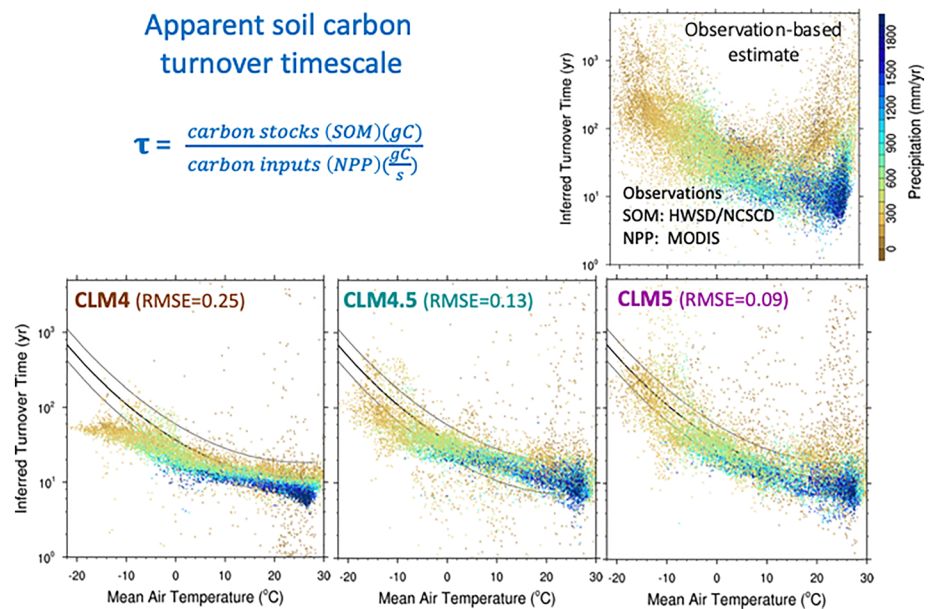 Apparent soil carbon
turnover timescale
τ = carbon stocks (SOM)(gC)
carbon inputs (NPP)(gC/s)
Observation-based
estimate
Inferred Turnover Time (yr)
10³
10²
10¹
10⁰
Observations
SOM: HWSD/NCSCD
NPP: MODIS
Precipitation (mm/yr)
1800
1500
1200
900
600
300
0
CLM4 (RMSE=0.25)
CLM4.5 (RMSE=0.13)
CLM5 (RMSE=0.09)
Inferred Turnover Time (yr)
10³
10²
10¹
10⁰
-20 -10 0 10 20 30
-20 -10 0 10 20 30
-20 -10 0 10 20 30
Mean Air Temperature (°C)
Mean Air Temperature (°C)
Mean Air Temperature (°C)